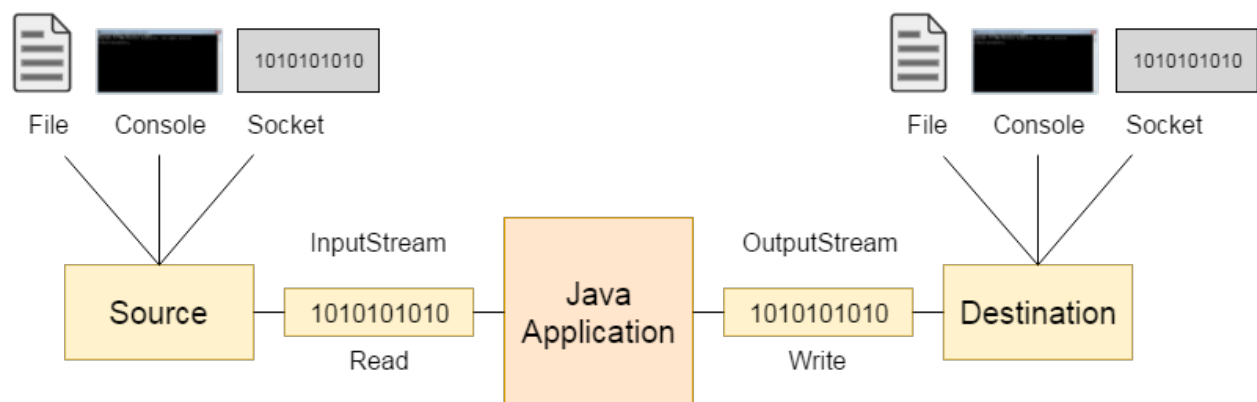 1010101010
1010101010
File
Console
Socket
File
Console
Socket
InputStream
OutputStream
Source
1010101010
Java
Application
1010101010
Destination
Read
Write